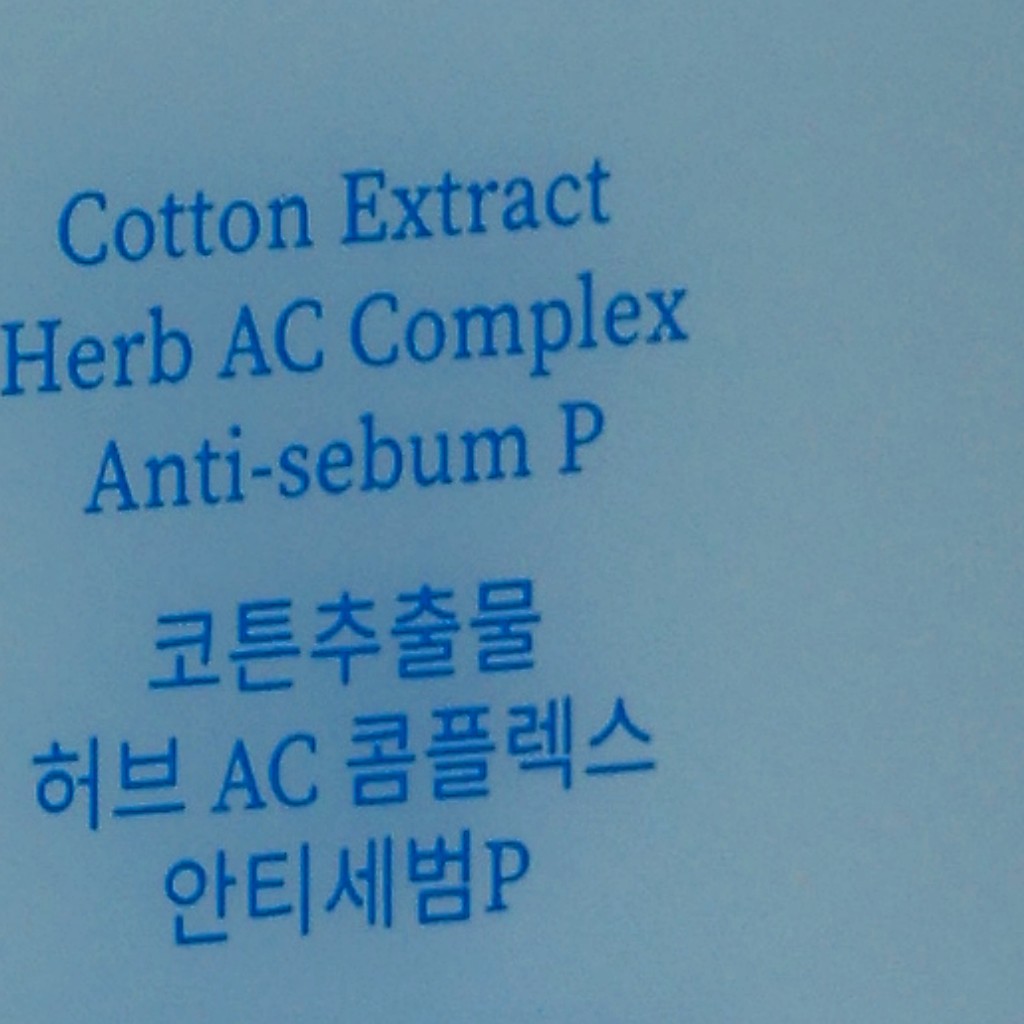 Cotton Extract
Herb AC Complex
Anti-sebum P
코튼추출물
허브 AC 콤플렉스
안티세범P